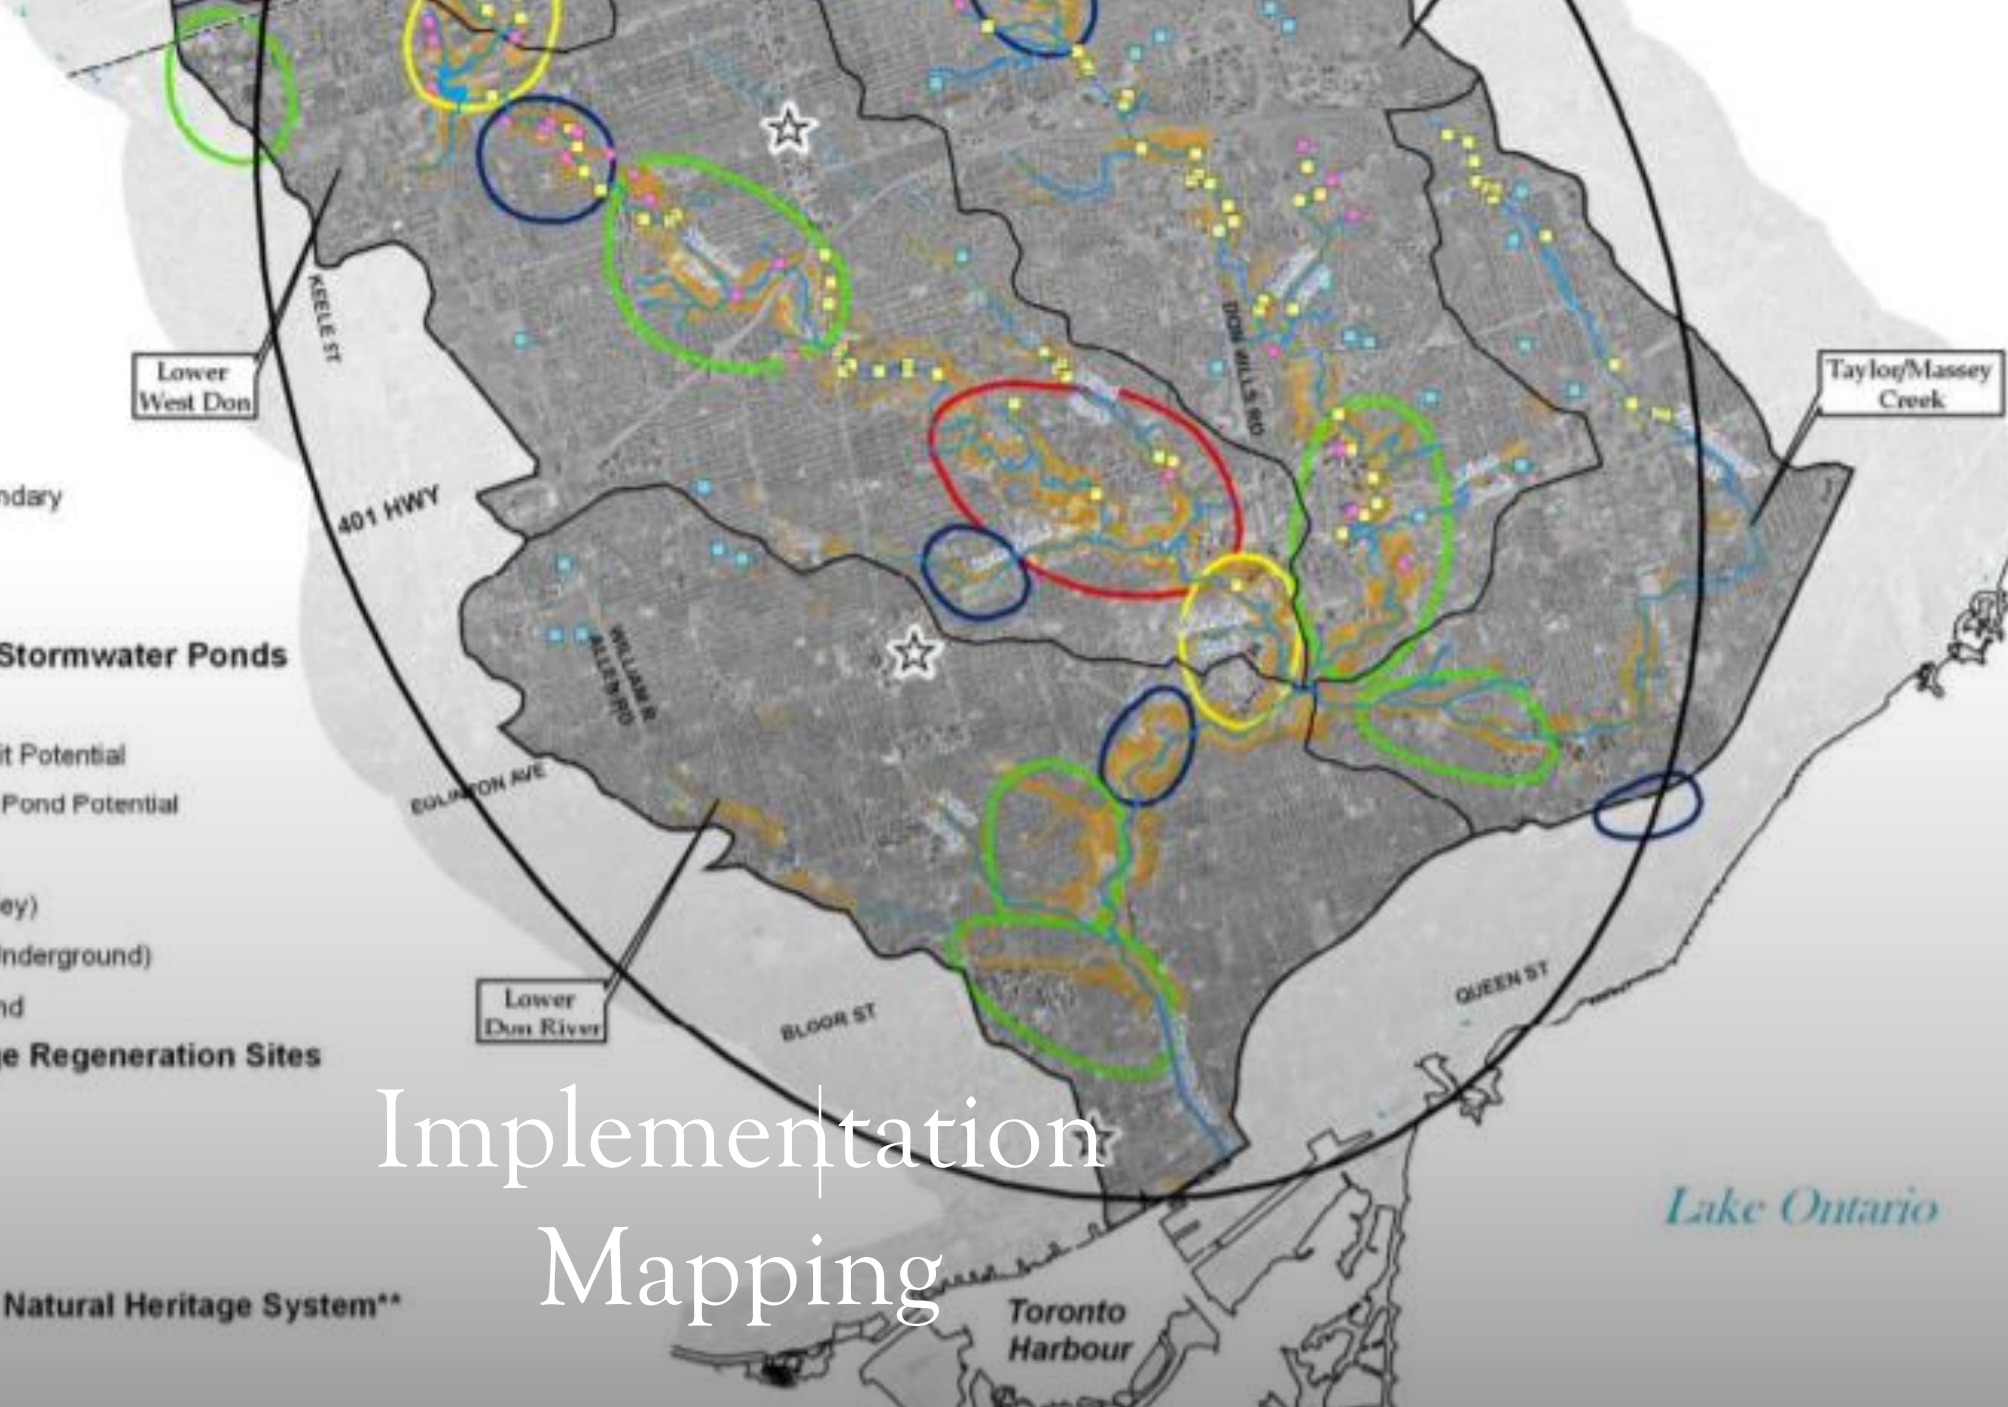 KEELE ST
Lower
West Don
DON MILLS RD
Taylor/Massey
Creek
ndary
401 HWY
Stormwater Ponds
WILLIAM R
ALLEN RD
it Potential
EGLINTON AVE
Pond Potential
ey)
Underground)
nd
Lower
Don River
BLOOR ST
QUEEN ST
ge Regeneration Sites
Implementation
Mapping
Lake Ontario
Natural Heritage System**
Toronto
Harbour